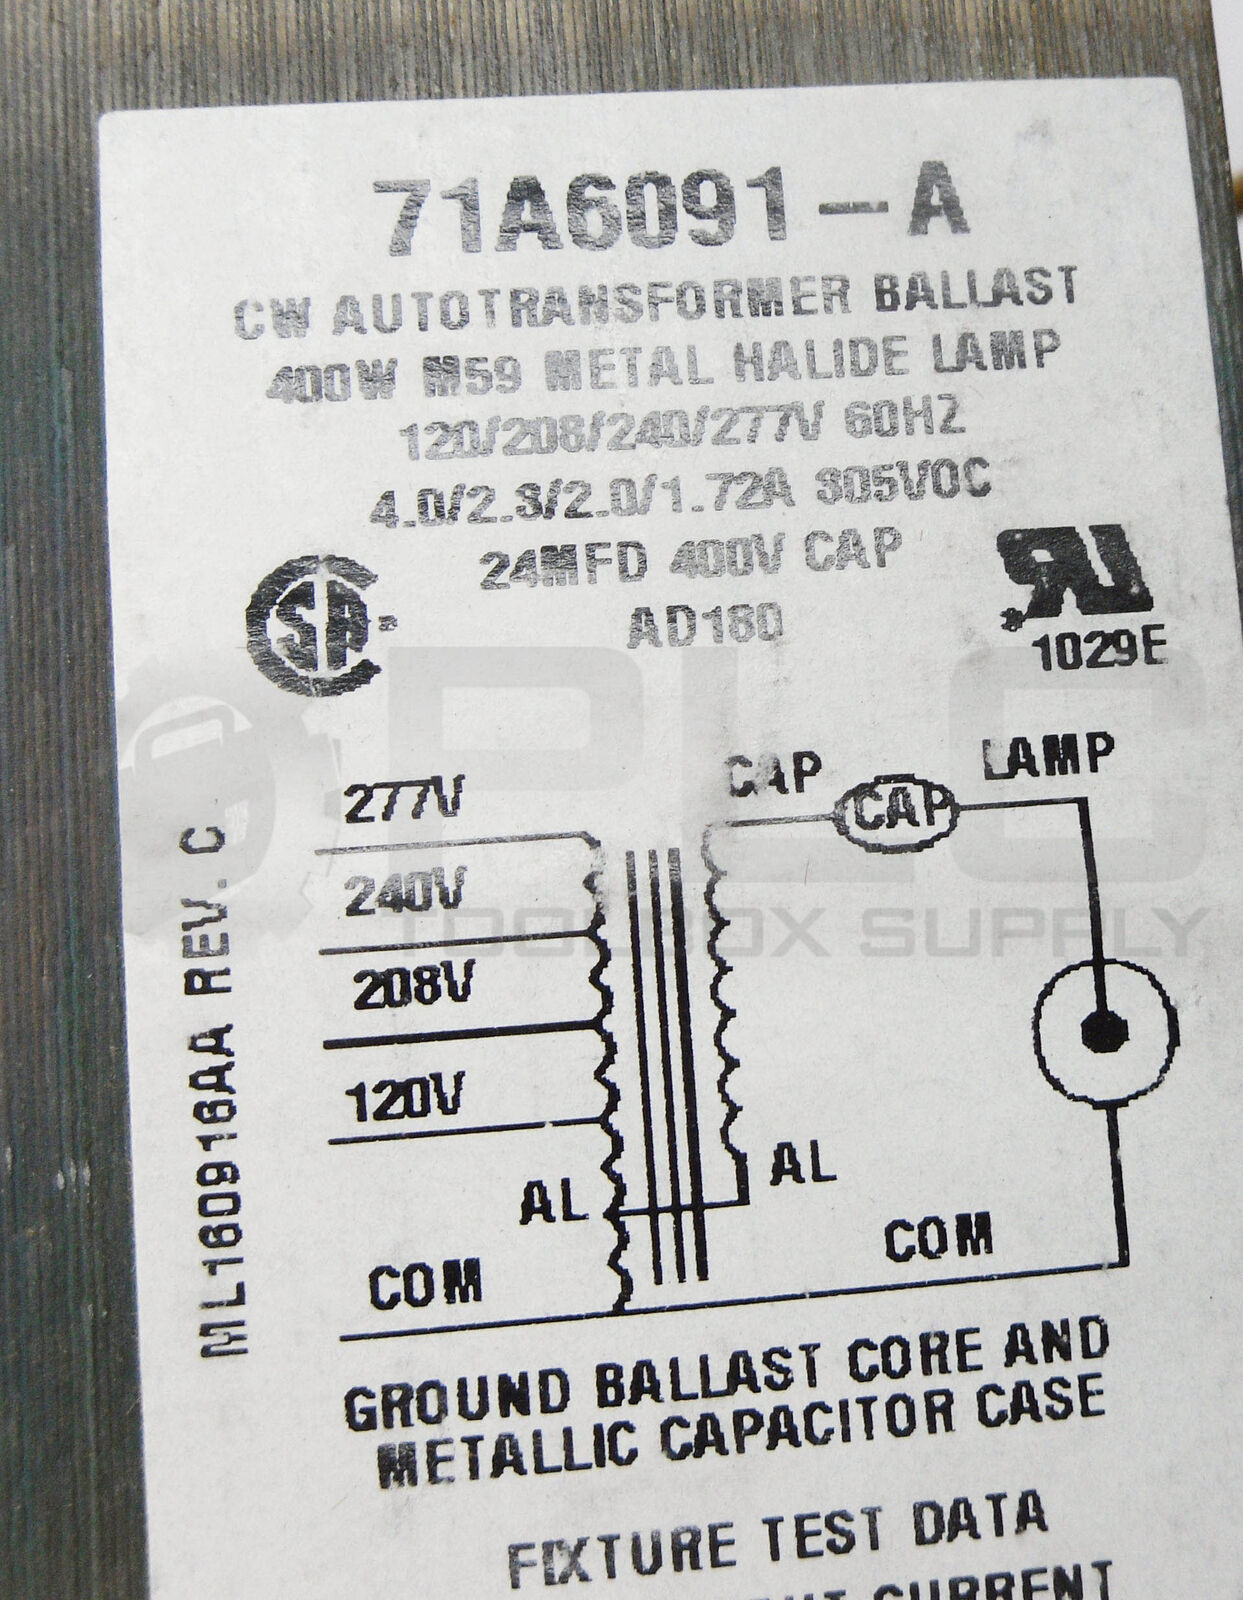 71A6091-A
CW AUTOTRANSFORMER BALLAST
400W M59 METAL HALIDE LAMP
120/208/240/277V 60HZ
4.0/2.3/2.0/1.72A 305VOC
24MFD 400V CAP
AD180
CSA
1029E
PLC
TOOLBOX SUPPLY
CAP
CAP
LAMP
277V
240V
208V
120V
AL
AL
COM
COM
ML160916AA REV. C
GROUND BALLAST CORE AND
METALLIC CAPACITOR CASE
FIXTURE TEST DATA
CURRENT